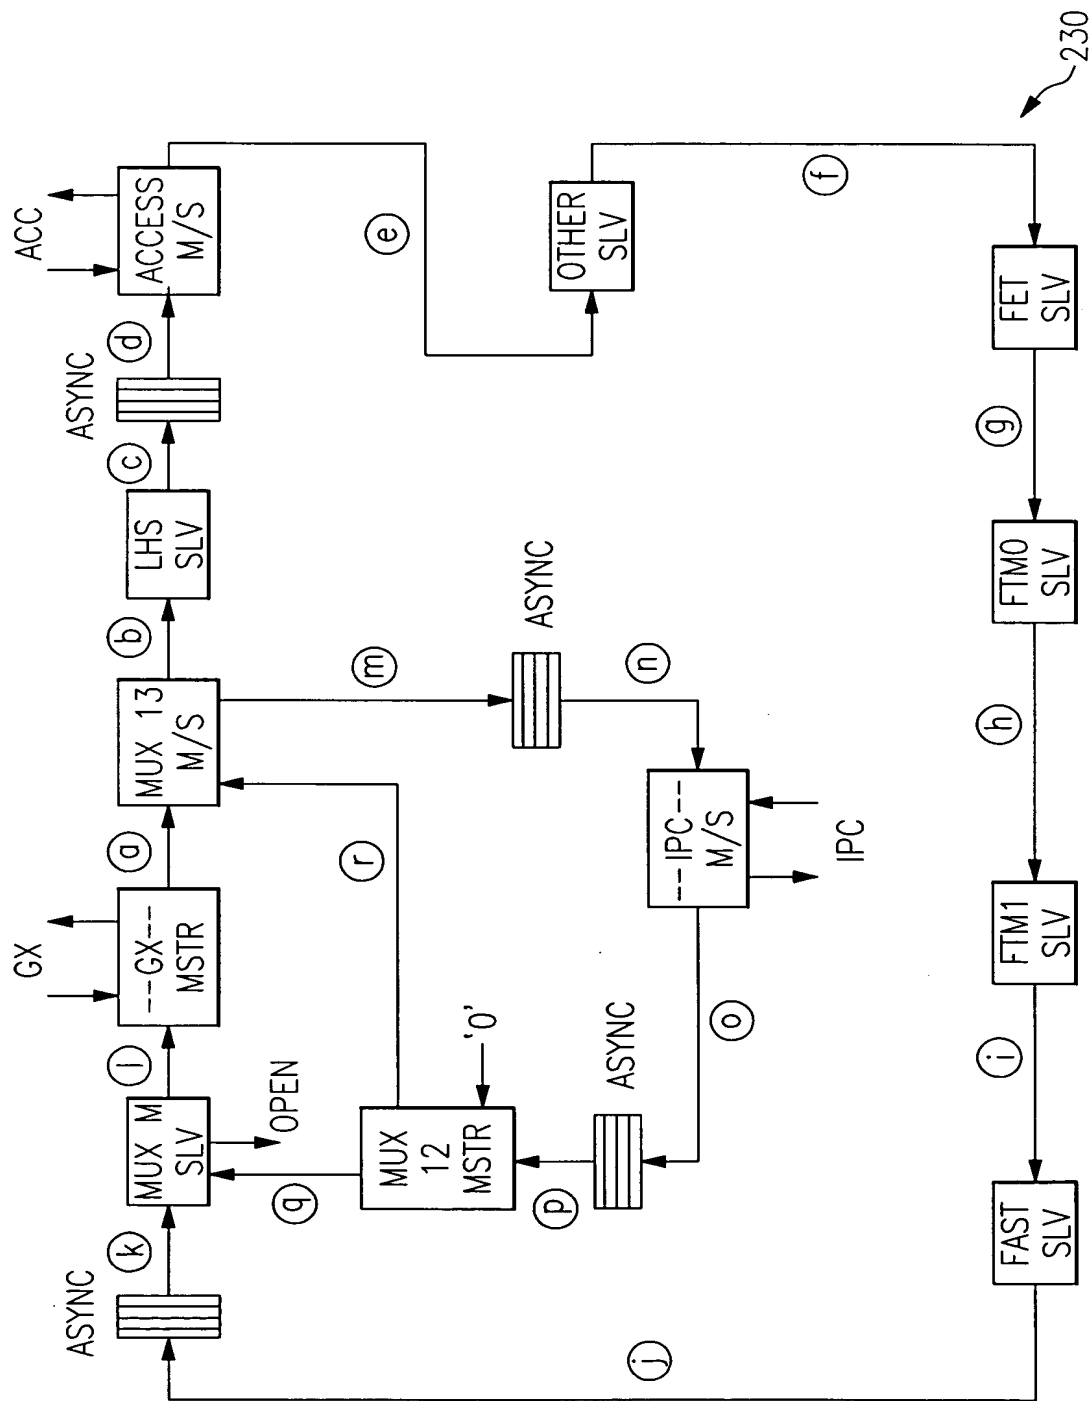 ACC
GX
ASYNC
ACCESS
M/S
d
ASYNC
c
LHS
SLV
b
MUX 13
M/S
a
--GX--
MSTR
l
MUX M
SLV
k
ASYNC
OPEN
q
MUX
12
MSTR
'0'
r
p
ASYNC
o
--IPC--
M/S
IPC
n
ASYNC
m
e
OTHER
SLV
f
FET
SLV
g
FTM0
SLV
h
FTM1
SLV
i
FAST
SLV
j
230